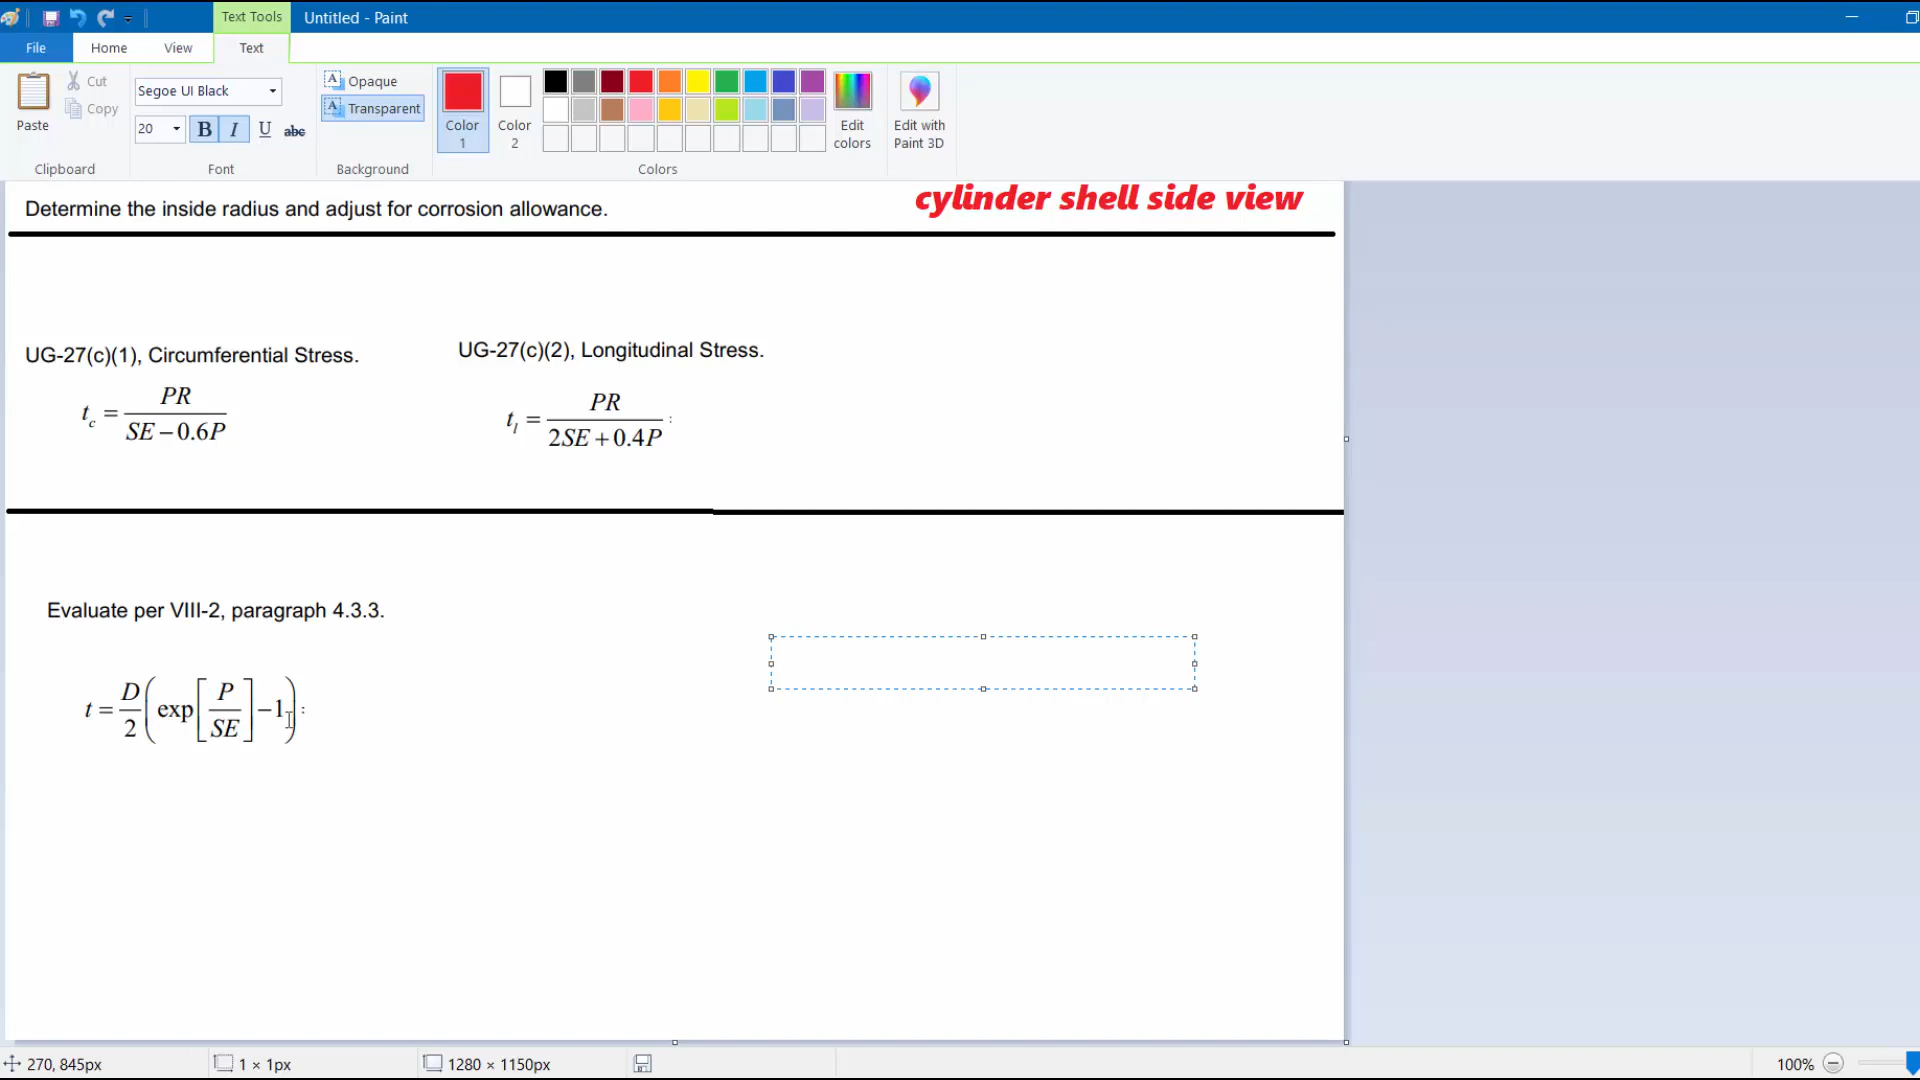 Text Tools
Untitled - Paint
File
Home
View
Text
Paste
Cut
Copy
Clipboard
Segoe UI Black
20
B
I
U
abc
Font
Opaque
Transparent
Background
Color 1
Color 2
Colors
Edit colors
Edit with Paint 3D
cylinder shell side view
Determine the inside radius and adjust for corrosion allowance.
UG-27(c)(1), Circumferential Stress.
UG-27(c)(2), Longitudinal Stress.
t_c = PR / (SE − 0.6P)
t_l = PR / (2SE + 0.4P)
Evaluate per VIII-2, paragraph 4.3.3.
t = D/2 (exp[P/SE] − 1)
270, 845px
1 × 1px
1280 × 1150px
100%